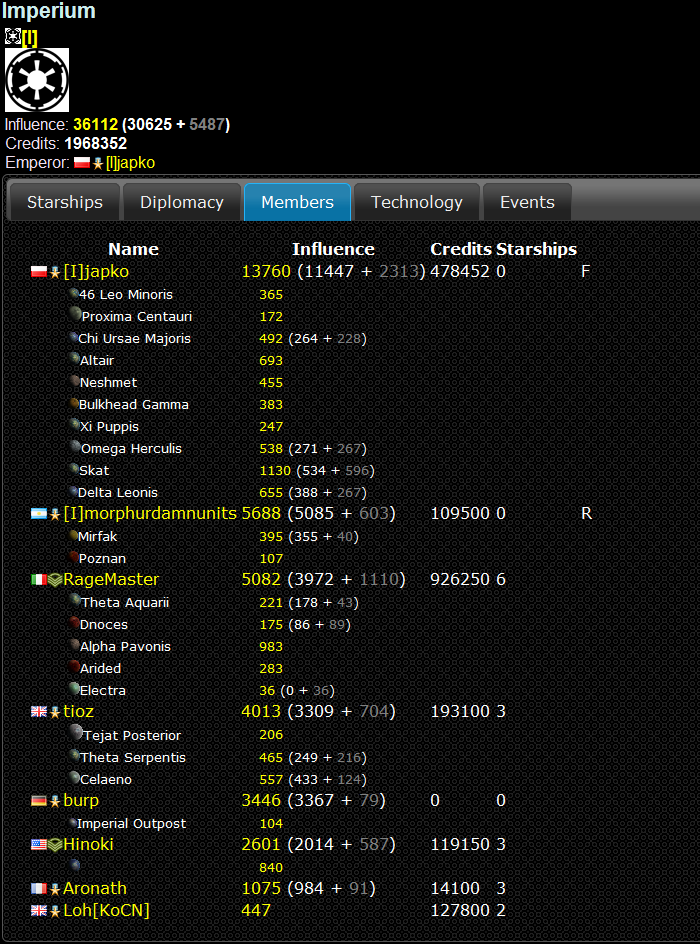 Imperium
[I]
Influence: 36112 (30625 + 5487)
Credits: 1968352
Emperor: [I]japko
Starships Diplomacy Members Technology Events
Name Influence Credits Starships
[I]japko 13760 (11447 + 2313) 478452 0 F
46 Leo Minoris 365
Proxima Centauri 172
Chi Ursae Majoris 492 (264 + 228)
Altair 693
Neshmet 455
Bulkhead Gamma 383
Xi Puppis 247
Omega Herculis 538 (271 + 267)
Skat 1130 (534 + 596)
Delta Leonis 655 (388 + 267)
[I]morphurdamnunits 5688 (5085 + 603) 109500 0 R
Mirfak 395 (355 + 40)
Poznan 107
RageMaster 5082 (3972 + 1110) 926250 6
Theta Aquarii 221 (178 + 43)
Dnoces 175 (86 + 89)
Alpha Pavonis 983
Arided 283
Electra 36 (0 + 36)
tioz 4013 (3309 + 704) 193100 3
Tejat Posterior 206
Theta Serpentis 465 (249 + 216)
Celaeno 557 (433 + 124)
burp 3446 (3367 + 79) 0 0
Imperial Outpost 104
Hinoki 2601 (2014 + 587) 119150 3
840
Aronath 1075 (984 + 91) 14100 3
Loh[KoCN] 447 127800 2